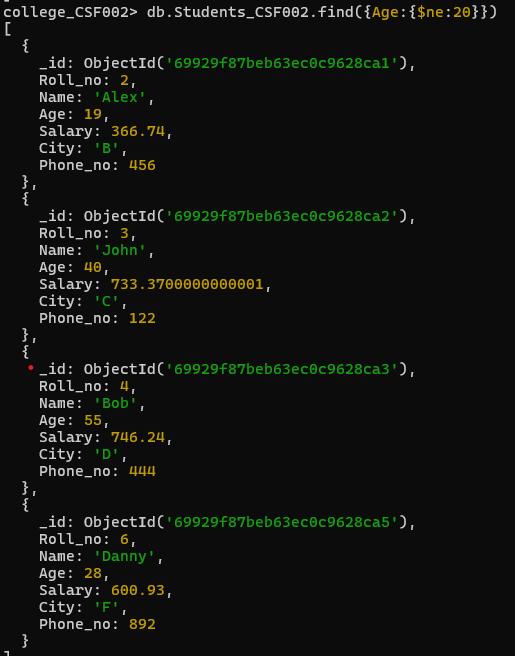 college_CSF002> db.Students_CSF002.find({Age:{$ne:20}})
[
  {
    _id: ObjectId('69929f87beb63ec0c9628ca1'),
    Roll_no: 2,
    Name: 'Alex',
    Age: 19,
    Salary: 366.74,
    City: 'B',
    Phone_no: 456
  },
  {
    _id: ObjectId('69929f87beb63ec0c9628ca2'),
    Roll_no: 3,
    Name: 'John',
    Age: 40,
    Salary: 733.3700000000001,
    City: 'C',
    Phone_no: 122
  },
  {
    _id: ObjectId('69929f87beb63ec0c9628ca3'),
    Roll_no: 4,
    Name: 'Bob',
    Age: 55,
    Salary: 746.24,
    City: 'D',
    Phone_no: 444
  },
  {
    _id: ObjectId('69929f87beb63ec0c9628ca5'),
    Roll_no: 6,
    Name: 'Danny',
    Age: 28,
    Salary: 600.93,
    City: 'F',
    Phone_no: 892
  }
]